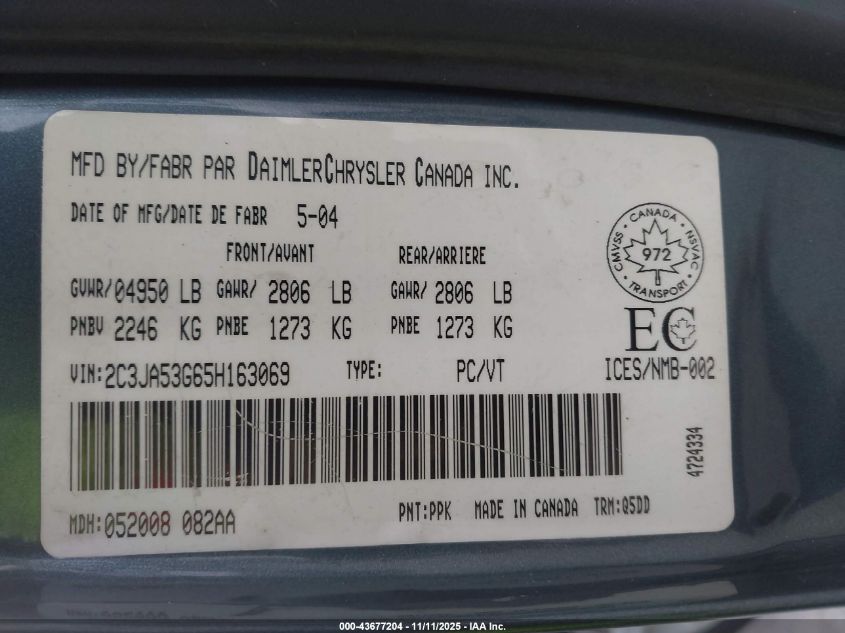 MFD BY/FABR PAR DAIMLERCHRYSLER CANADA INC.
DATE OF MFG/DATE DE FABR 5-04
FRONT/AVANT REAR/ARRIERE
GVWR/04950 LB GAWR/ 2806 LB GAWR/ 2806 LB
PNBV 2246 KG PNBE 1273 KG PNBE 1273 KG
VIN:2C3JA53G65H163069 TYPE: PC/VT
CMVSS • CANADA • NSVAC
972
• TRANSPORT •
EC
ICES/NMB-002
4724334
MDH:052008 082AA
PNT:PPK MADE IN CANADA TRM:Q5DD
000-43677204 - 11/11/2025 - IAA Inc.